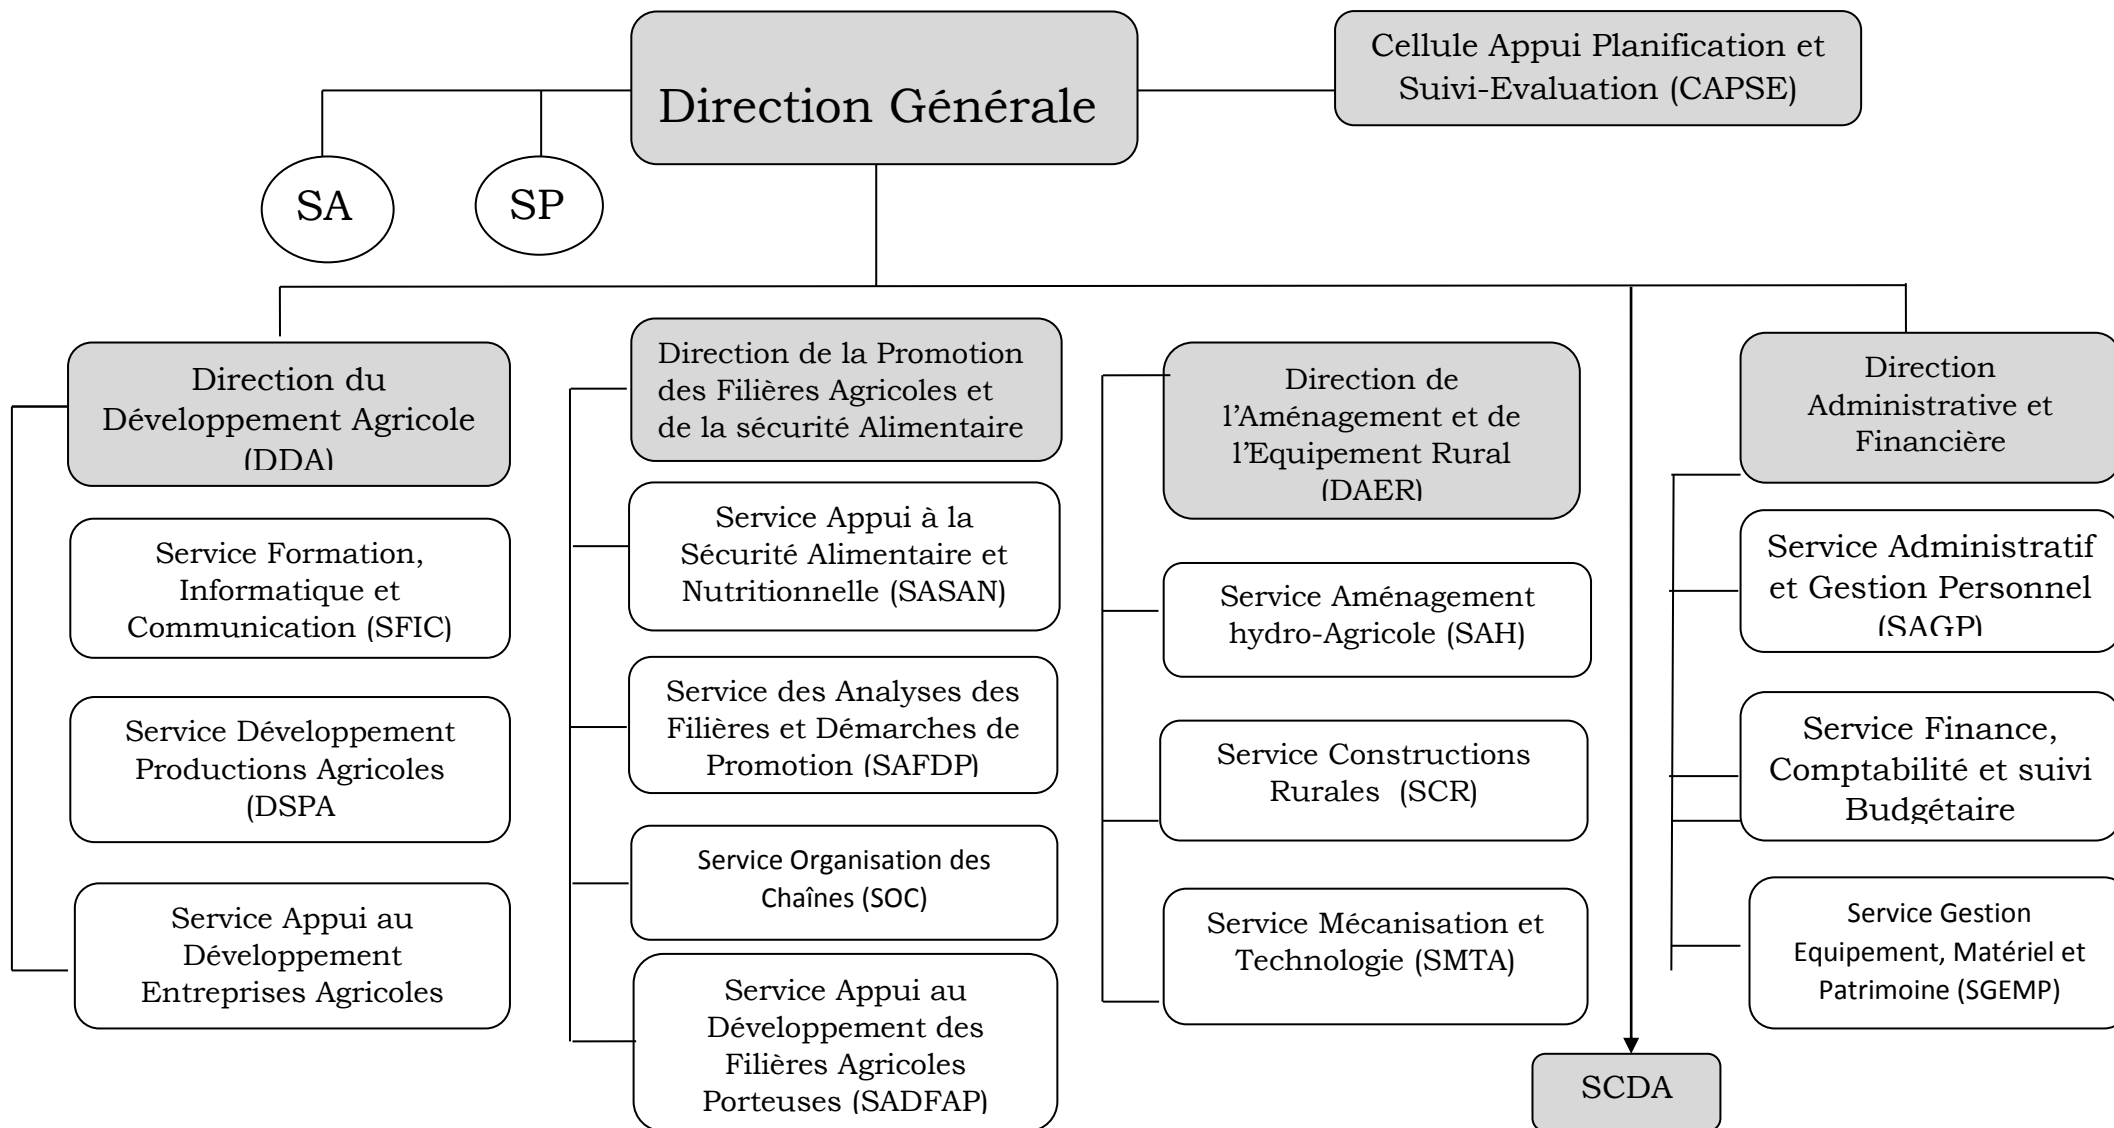 Direction Générale
Cellule Appui Planification et
Suivi-Evaluation (CAPSE)
SA
SP
Direction du
Développement Agricole
(DDA)
Service Formation,
Informatique et
Communication (SFIC)
Service Développement
Productions Agricoles
(DSPA
Service Appui au
Développement
Entreprises Agricoles
Direction de la Promotion
des Filières Agricoles et
de la sécurité Alimentaire
Service Appui à la
Sécurité Alimentaire et
Nutritionnelle (SASAN)
Service des Analyses des
Filières et Démarches de
Promotion (SAFDP)
Service Organisation des
Chaînes (SOC)
Service Appui au
Développement des
Filières Agricoles
Porteuses (SADFAP)
Direction de
l’Aménagement et de
l’Equipement Rural
(DAER)
Service Aménagement
hydro-Agricole (SAH)
Service Constructions
Rurales (SCR)
Service Mécanisation et
Technologie (SMTA)
SCDA
Direction
Administrative et
Financière
Service Administratif
et Gestion Personnel
(SAGP)
Service Finance,
Comptabilité et suivi
Budgétaire
Service Gestion
Equipement, Matériel et
Patrimoine (SGEMP)